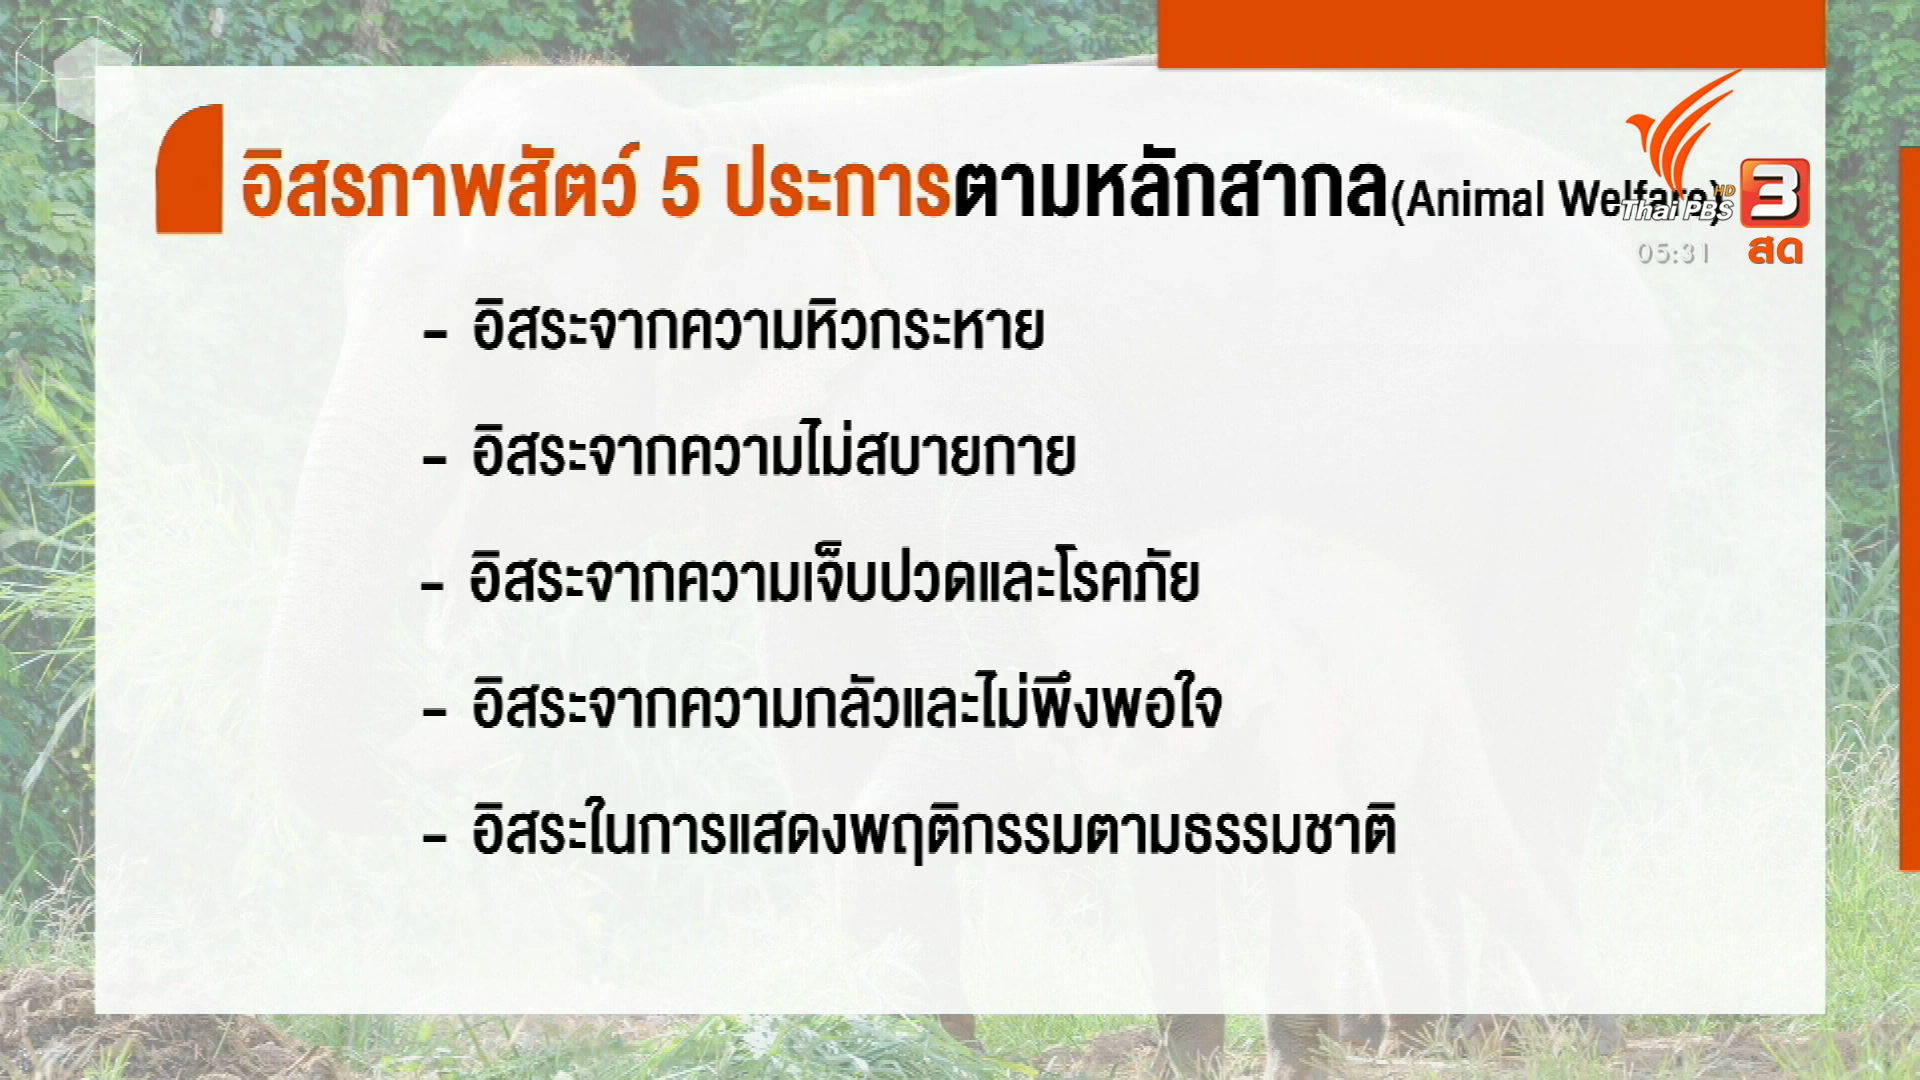 อิสรภาพสัตว์ 5 ประการตามหลักสากล(Animal Welfare)
HD
Thai PBS 3
05:31 สด
- อิสระจากความหิวกระหาย
- อิสระจากความไม่สบายกาย
- อิสระจากความเจ็บปวดและโรคภัย
- อิสระจากความกลัวและไม่พึงพอใจ
- อิสระในการแสดงพฤติกรรมตามธรรมชาติ